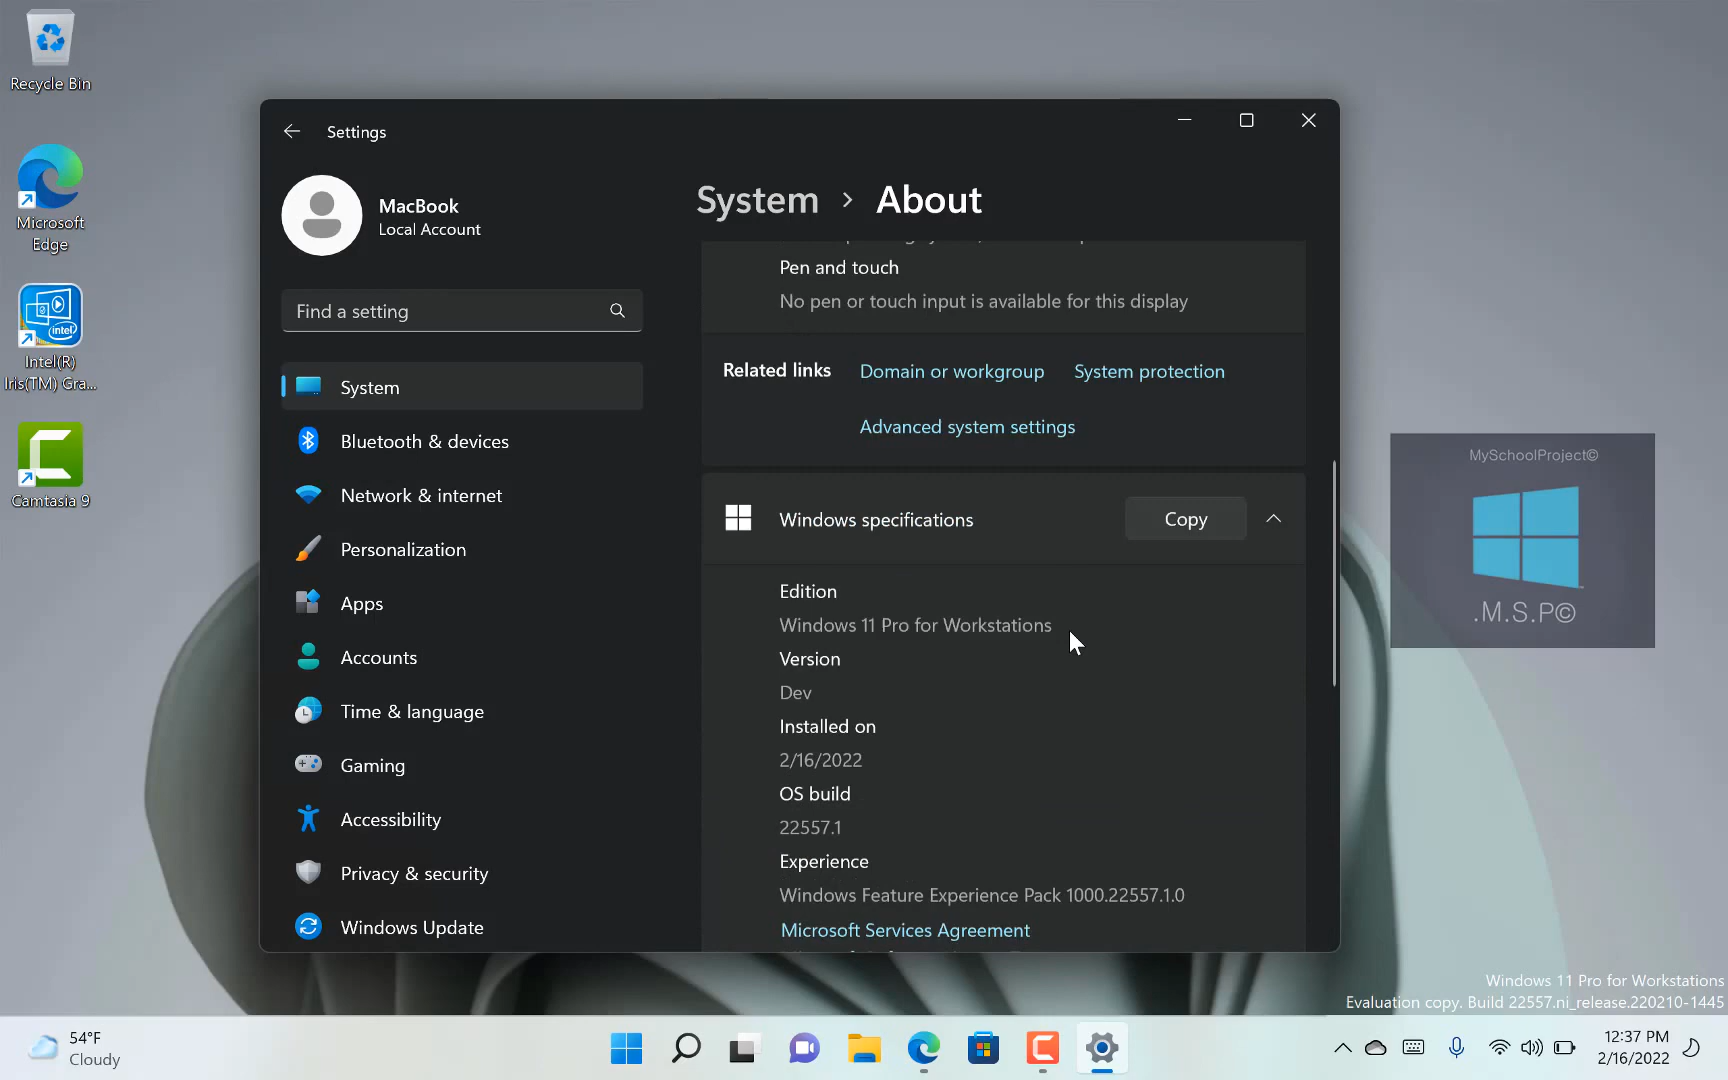 Recycle Bin
Microsoft
Edge
Intel(R)
Iris(TM) Gra...
Camtasia 9
Settings
MacBook
Local Account
Find a setting
System
Bluetooth & devices
Network & internet
Personalization
Apps
Accounts
Time & language
Gaming
Accessibility
Privacy & security
Windows Update
System > About
Pen and touch
No pen or touch input is available for this display
Related links Domain or workgroup System protection
Advanced system settings
Windows specifications Copy
Edition
Windows 11 Pro for Workstations
Version
Dev
Installed on
2/16/2022
OS build
22557.1
Experience
Windows Feature Experience Pack 1000.22557.1.0
Microsoft Services Agreement
MySchoolProject©
.M.S.P©
Windows 11 Pro for Workstations
Evaluation copy. Build 22557.ni_release.220210-1445
54°F
Cloudy
12:37 PM
2/16/2022
intel